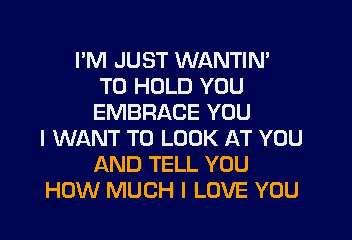 I'M JUST WANTIN'
TO HOLD YOU
EMBRACE YOU
I WANT TO LOOK AT YOU
AND TELL YOU
HOW MUCH I LOVE YOU